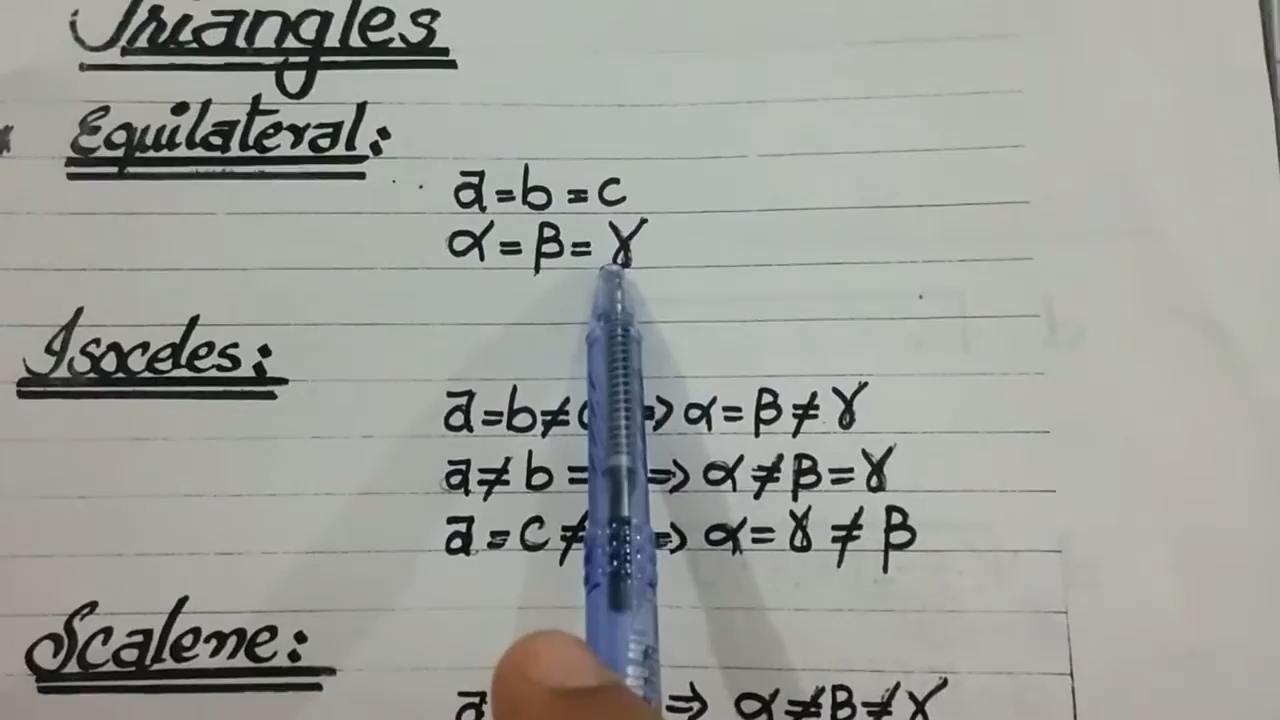 Triangles
Equilateral:
a = b = c
α = β = γ
Isoceles:
a = b ≠ ⇒ α = β ≠ γ
a ≠ b = ⇒ α ≠ β = γ
a = c ≠ ⇒ α = γ ≠ β
Scalene:
a ⇒ α ≠ β ≠ γ